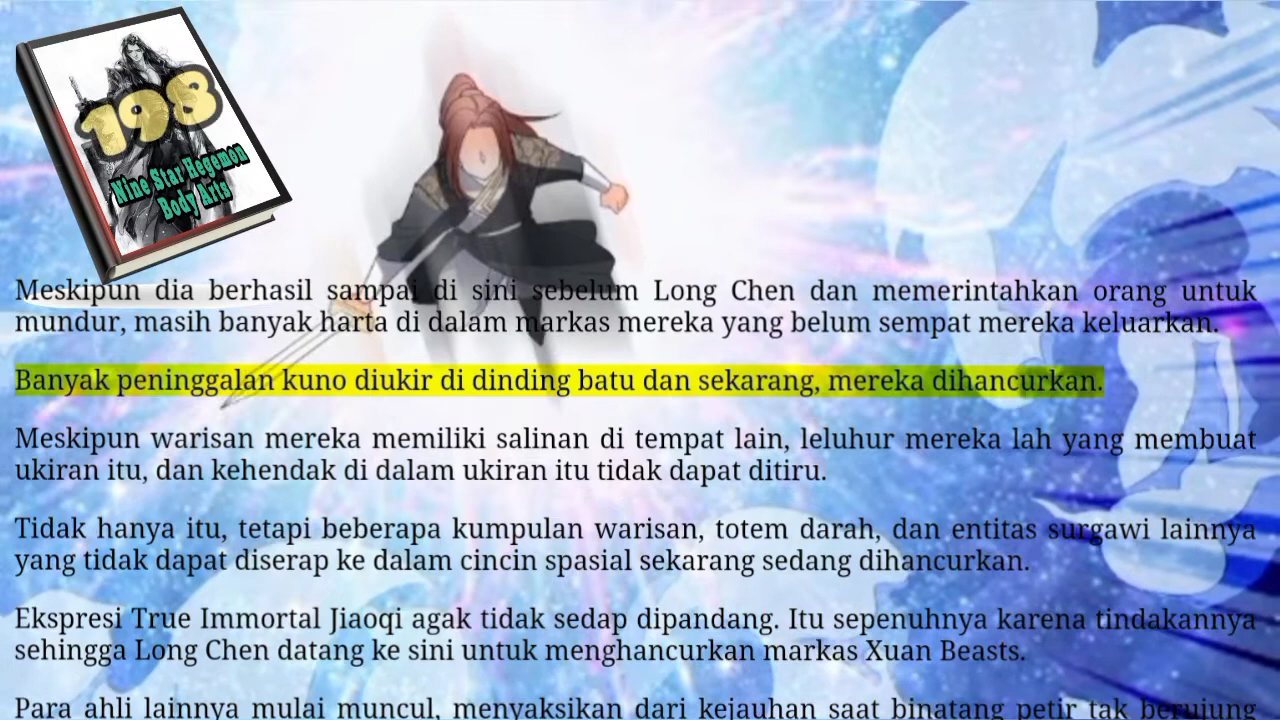 198
Nine Star Hegemon
Body Arts
Meskipun dia berhasil sampai di sini sebelum Long Chen dan memerintahkan orang untuk
mundur, masih banyak harta di dalam markas mereka yang belum sempat mereka keluarkan.
Banyak peninggalan kuno diukir di dinding batu dan sekarang, mereka dihancurkan.
Meskipun warisan mereka memiliki salinan di tempat lain, leluhur mereka lah yang membuat
ukiran itu, dan kehendak di dalam ukiran itu tidak dapat ditiru.
Tidak hanya itu, tetapi beberapa kumpulan warisan, totem darah, dan entitas surgawi lainnya
yang tidak dapat diserap ke dalam cincin spasial sekarang sedang dihancurkan.
Ekspresi True Immortal Jiaoqi agak tidak sedap dipandang. Itu sepenuhnya karena tindakannya
sehingga Long Chen datang ke sini untuk menghancurkan markas Xuan Beasts.
Para ahli lainnya mulai muncul, menyaksikan dari kejauhan saat binatang petir tak berujung